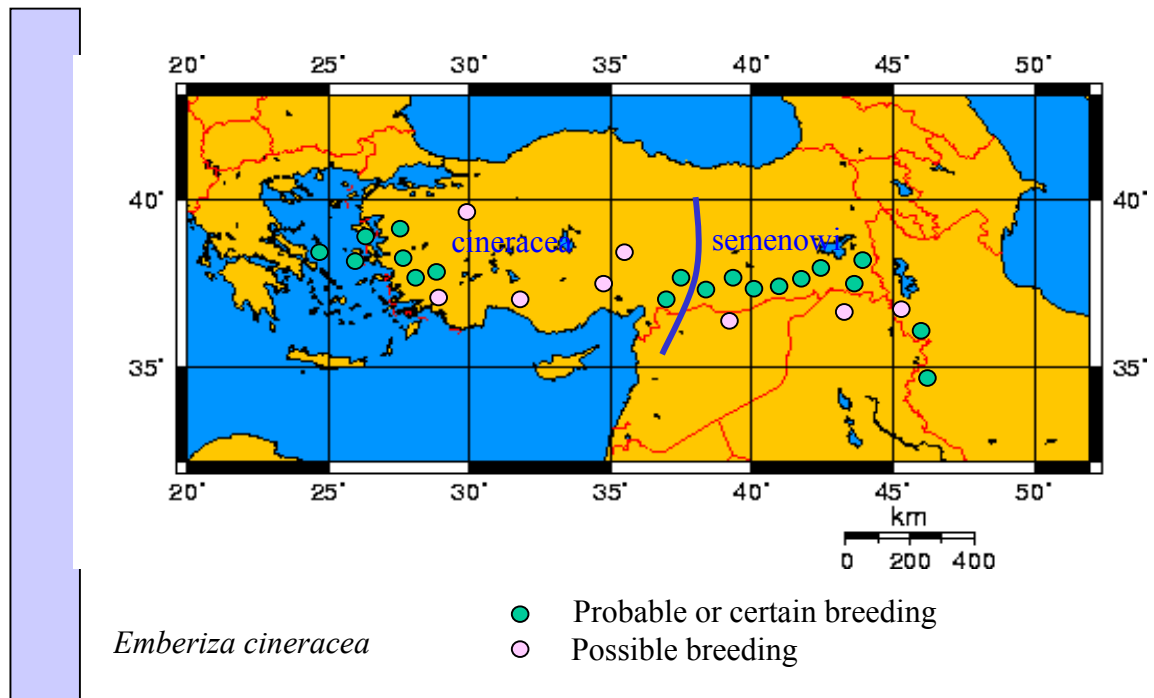 20° 25° 30° 35° 40° 45° 50°
40° 40°
cineracea semenowi
35° 35°
20° 25° 30° 35° 40° 45° 50°
km
0 200 400
Probable or certain breeding
Emberiza cineracea
Possible breeding